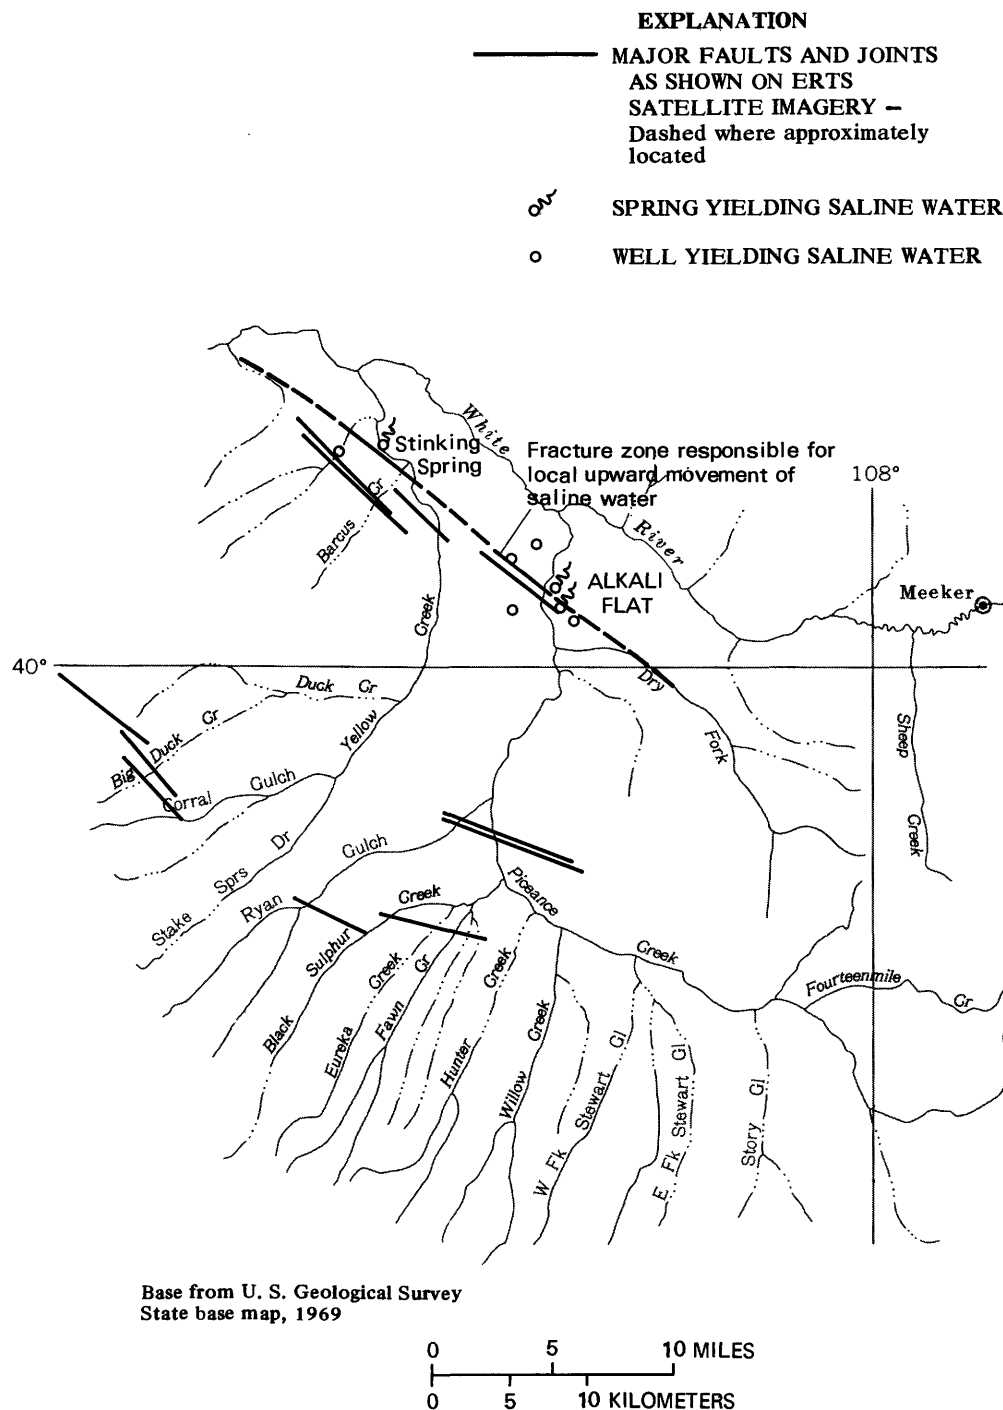 EXPLANATION
MAJOR FAULTS AND JOINTS
AS SHOWN ON ERTS
SATELLITE IMAGERY —
Dashed where approximately
located
SPRING YIELDING SALINE WATER
WELL YIELDING SALINE WATER
White
Stinking
Spring
Fracture zone responsible for
local upward movement of
saline water
108°
Cr
Barcus
River
ALKALI
FLAT
Meeker
Creek
40°
Dry
Duck Cr
Big Duck Cr
Yellow
Sheep
Fork
Corral Gulch
Creek
Stake Sprs Dr
Ryan Gulch
Piceance
Creek
Sulphur
Creek
Black
Eureka
Creek
Fawn
Cr
Hunter
Creek
Willow
Creek
W Fk Stewart Gl
E Fk Stewart Gl
Story Gl
Fourteenmile
Cr
Base from U. S. Geological Survey
State base map, 1969
0 5 10 MILES
0 5 10 KILOMETERS